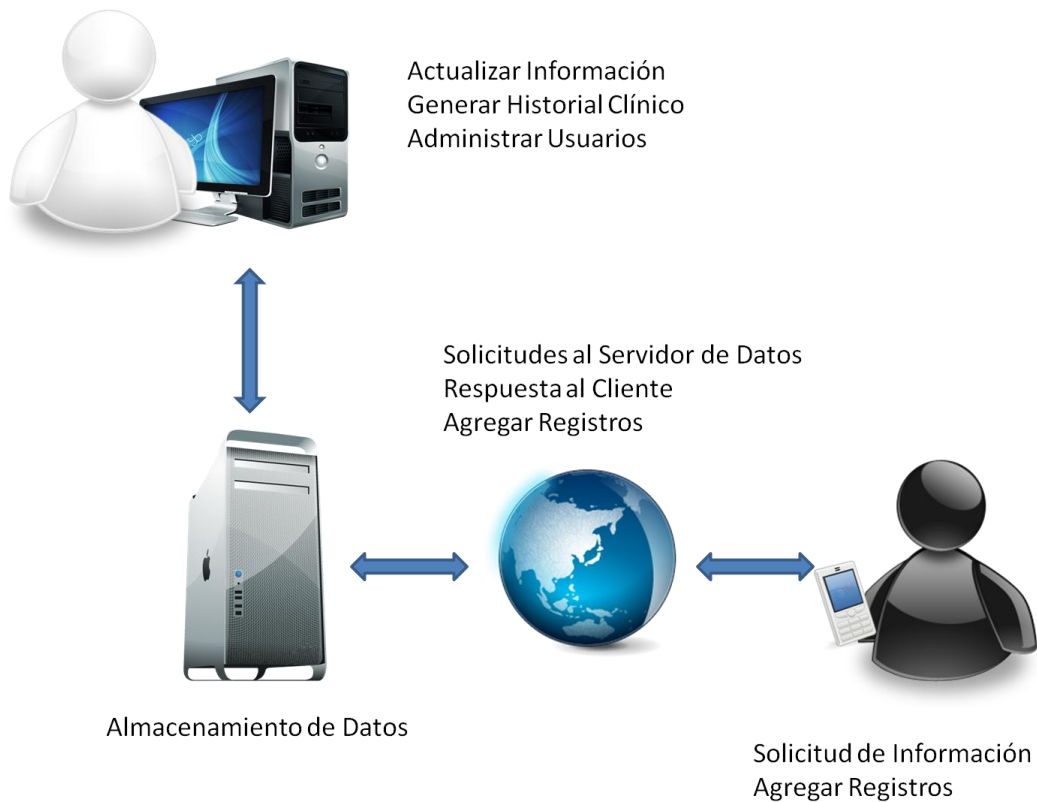 Actualizar Información
Generar Historial Clínico
Administrar Usuarios
Solicitudes al Servidor de Datos
Respuesta al Cliente
Agregar Registros
Almacenamiento de Datos
Solicitud de Información
Agregar Registros